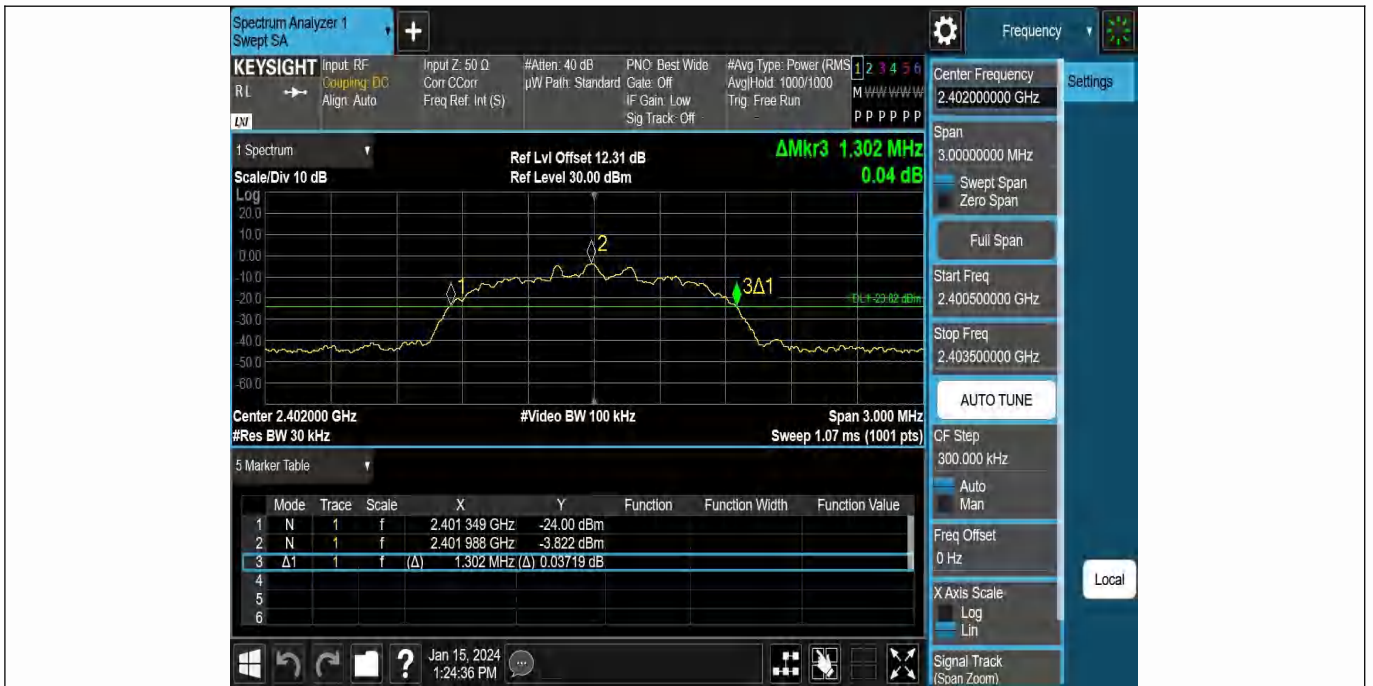 Spectrum Analyzer 1
Swept SA
+
Frequency
KEYSIGHT
RL
LXI
Input: RF
Coupling: DC
Align: Auto
Input Z: 50 Ω
Corr CCorr
Freq Ref: Int (S)
#Atten: 40 dB
µW Path: Standard
PNO: Best Wide
Gate: Off
IF Gain: Low
Sig Track: Off
#Avg Type: Power (RMS
Avg|Hold: 1000/1000
Trig: Free Run
1 2 3 4 5 6
M W W W W W
P P P P P P
1 Spectrum
Scale/Div 10 dB
Log
Ref Lvl Offset 12.31 dB
Ref Level 30.00 dBm
ΔMkr3 1.302 MHz
0.04 dB
20.0
10.0
0.00
-10.0
-20.0
-30.0
-40.0
-50.0
-60.0
1
2
3Δ1
DL1 -23.82 dBm
Center 2.402000 GHz
#Video BW 100 kHz
Span 3.000 MHz
#Res BW 30 kHz
Sweep 1.07 ms (1001 pts)
5 Marker Table
Mode Trace Scale X Y Function Function Width Function Value
1 N 1 f 2.401 349 GHz -24.00 dBm
2 N 1 f 2.401 988 GHz -3.822 dBm
3 Δ1 1 f (Δ) 1.302 MHz (Δ) 0.03719 dB
4
5
6
?
Jan 15, 2024
1:24:36 PM
Center Frequency
2.402000000 GHz
Settings
Span
3.00000000 MHz
Swept Span
Zero Span
Full Span
Start Freq
2.400500000 GHz
Stop Freq
2.403500000 GHz
AUTO TUNE
CF Step
300.000 kHz
Auto
Man
Freq Offset
0 Hz
X Axis Scale
Log
Lin
Local
Signal Track
(Span Zoom)